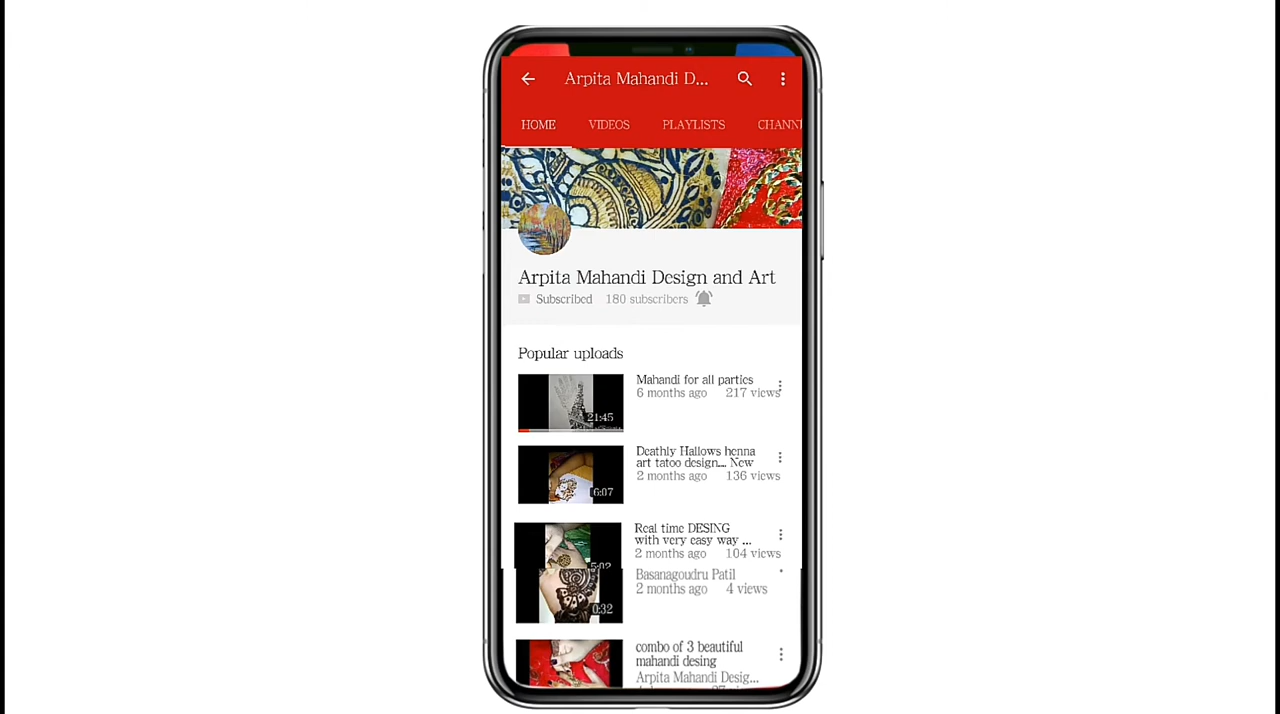 Arpita Mahandi D...
HOME VIDEOS PLAYLISTS CHANNE
Arpita Mahandi Design and Art
Subscribed 180 subscribers
Popular uploads
Mahandi for all parties
6 months ago 217 views
21:45
Deathly Hallows henna
art tatoo design.... New
2 months ago 136 views
6:07
Real time DESING
with very easy way ...
2 months ago 104 views
5:02
Basanagoudru Patil
2 months ago 4 views
0:32
combo of 3 beautiful
mahandi desing
Arpita Mahandi Desig...